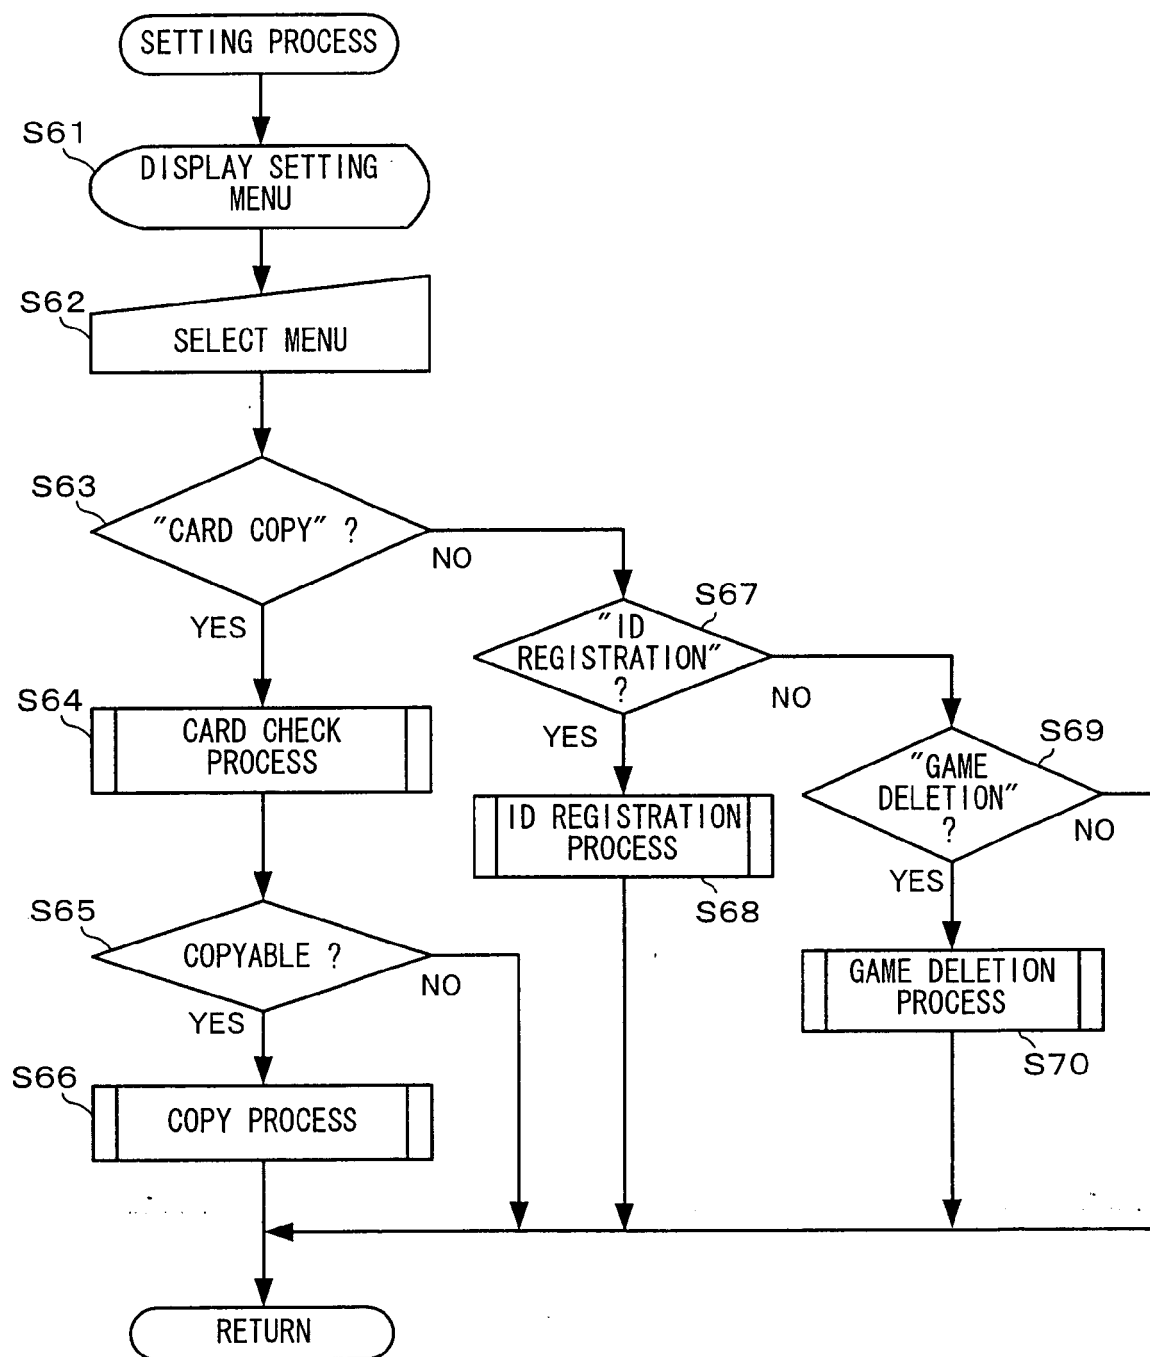 SETTING PROCESS
S61
DISPLAY SETTING
MENU
S62
SELECT MENU
S63
"CARD COPY" ?
NO
YES
S67
"ID
REGISTRATION"
?
NO
YES
S64
CARD CHECK
PROCESS
S69
"GAME
DELETION"
?
NO
YES
ID REGISTRATION
PROCESS
S68
S65
COPYABLE ?
NO
YES
GAME DELETION
PROCESS
S70
S66
COPY PROCESS
RETURN